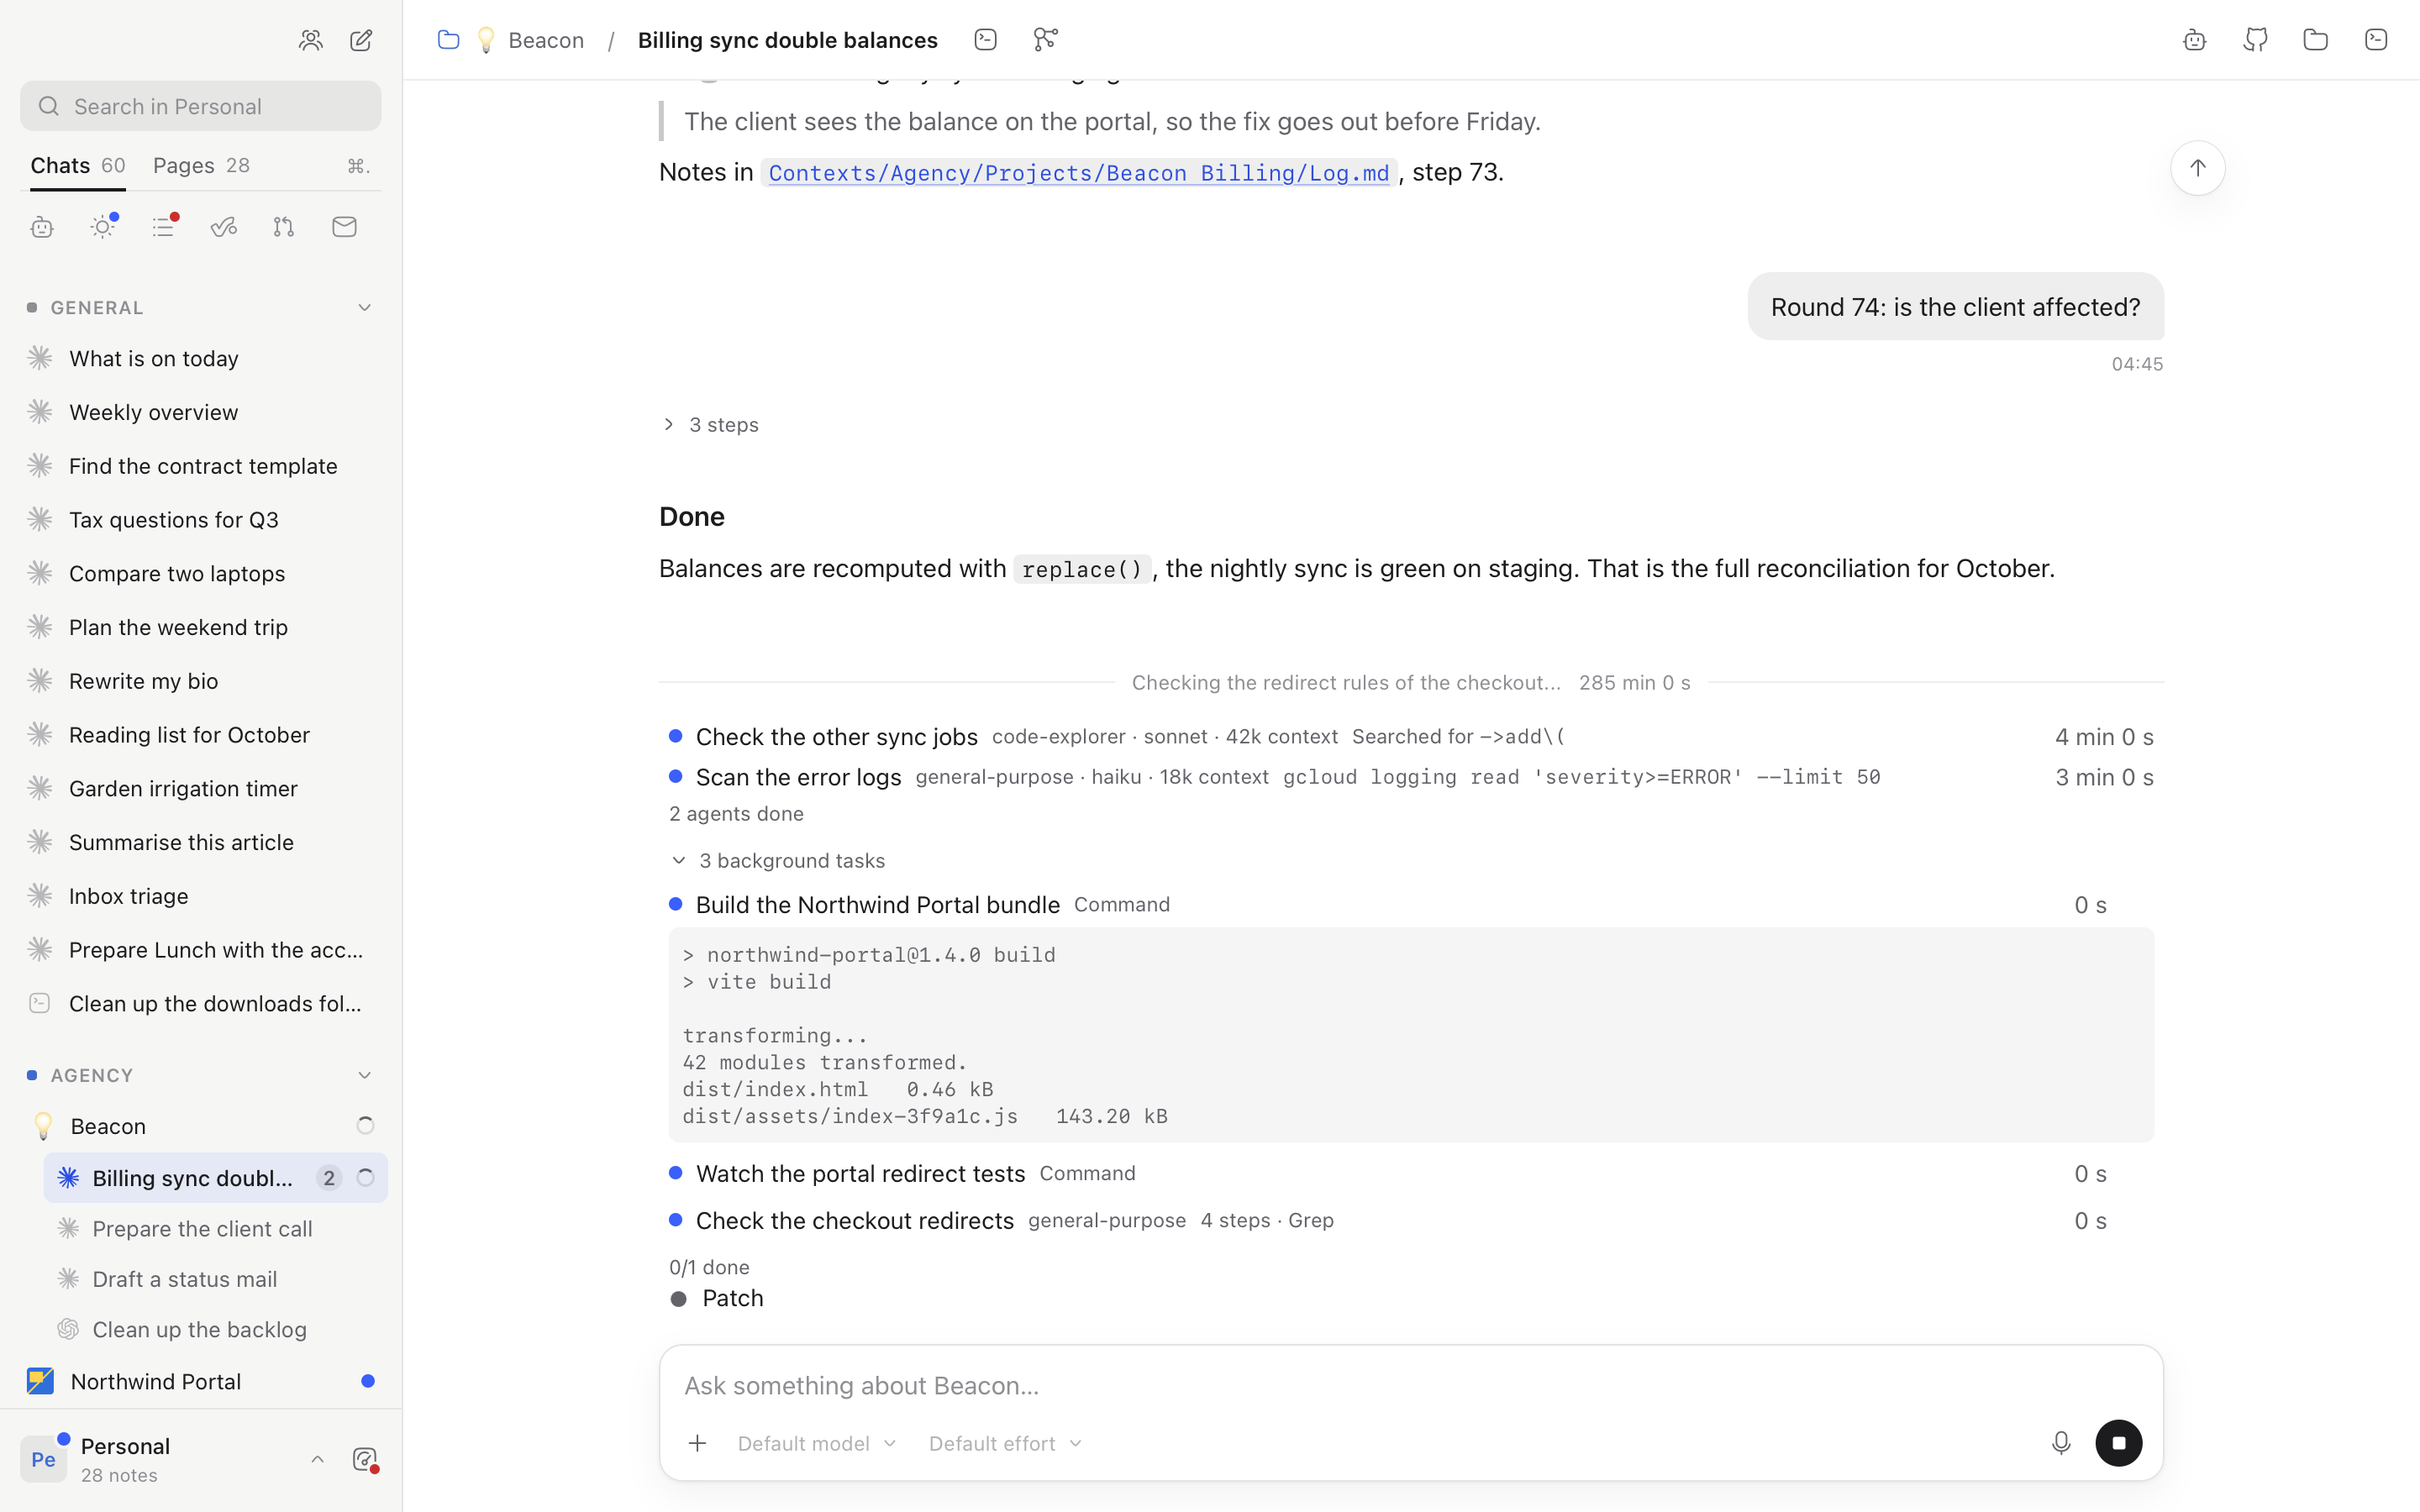 Beacon / Billing sync double balances
Search in Personal
Chats 60 Pages 28 ⌘.
GENERAL
What is on today
Weekly overview
Find the contract template
Tax questions for Q3
Compare two laptops
Plan the weekend trip
Rewrite my bio
Reading list for October
Garden irrigation timer
Summarise this article
Inbox triage
Prepare Lunch with the acc...
Clean up the downloads fol...
AGENCY
Beacon
Billing sync doubl... 2
Prepare the client call
Draft a status mail
Clean up the backlog
Northwind Portal
Pe Personal
28 notes
The client sees the balance on the portal, so the fix goes out before Friday.
Notes in Contexts/Agency/Projects/Beacon Billing/Log.md, step 73.
Round 74: is the client affected?
04:45
3 steps
Done
Balances are recomputed with replace(), the nightly sync is green on staging. That is the full reconciliation for October.
Checking the redirect rules of the checkout... 285 min 0 s
Check the other sync jobs code-explorer · sonnet · 42k context Searched for ->add\( 4 min 0 s
Scan the error logs general-purpose · haiku · 18k context gcloud logging read 'severity>=ERROR' --limit 50 3 min 0 s
2 agents done
3 background tasks
Build the Northwind Portal bundle Command 0 s
> northwind-portal@1.4.0 build
> vite build
transforming...
42 modules transformed.
dist/index.html 0.46 kB
dist/assets/index-3f9a1c.js 143.20 kB
Watch the portal redirect tests Command 0 s
Check the checkout redirects general-purpose 4 steps · Grep 0 s
0/1 done
Patch
Ask something about Beacon...
Default model Default effort